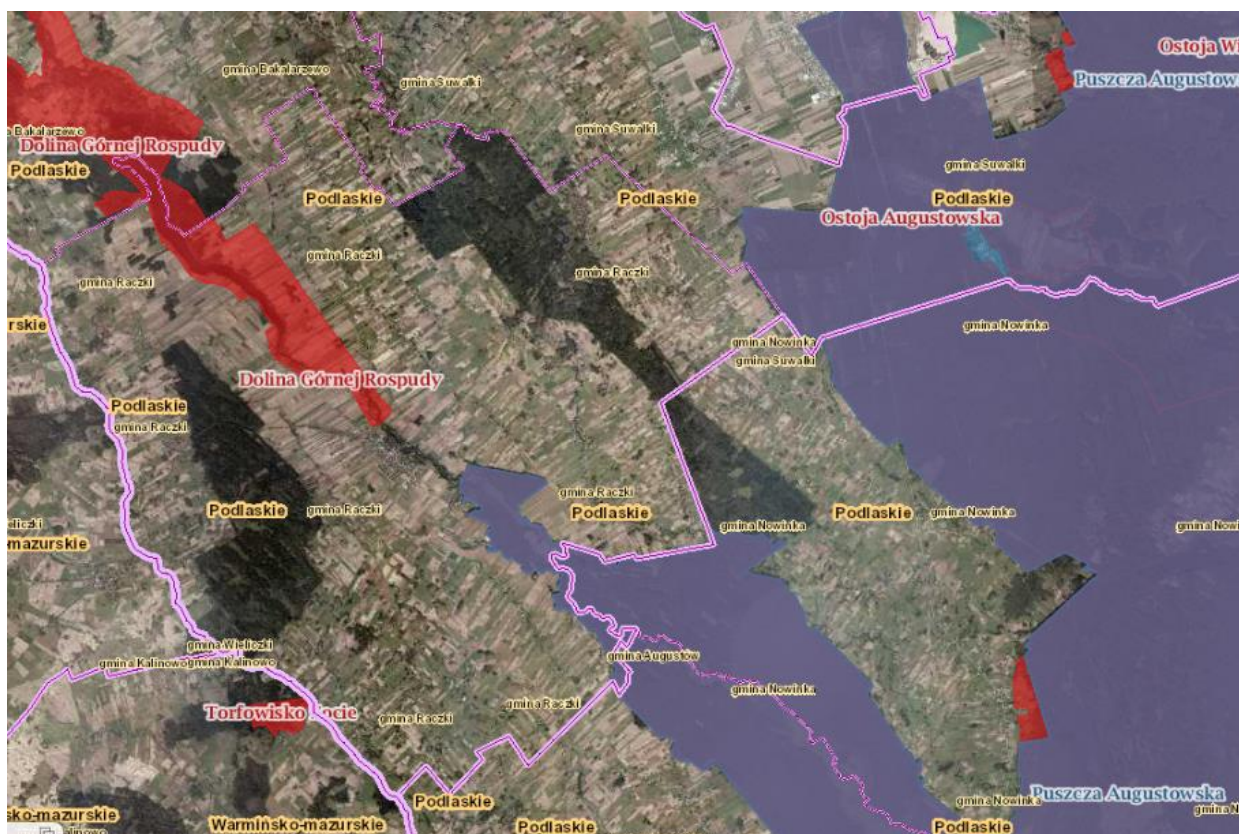 gmina Bakałarzewo
gmina Suwałki
Ostoja Wi
Puszcza Augustow
a Bakałarzewo
Dolina Górnej Rospudy
Podlaskie
gmina Suwałki
gmina Suwałki
Podlaskie
Podlaskie
Podlaskie
Ostoja Augustowska
gmina Raczki
gmina Raczki
gmina Raczki
rskie
gmina Nowinka
gmina Nowinka
gmina Suwałki
Dolina Górnej Rospudy
Podlaskie
gmina Raczki
gmina Raczki
Podlaskie
Podlaskie
gmina Raczki
Podlaskie
gmina Nowinka
gmina Nowinka
gmina Nowi
ieliczki
o-mazurskie
gmina Wieliczki
gmina Kalinowo
gmina Kalinowo
gmina Augustów
gmina Nowinka
Torfowisko
gmina Raczki
gmina Raczki
Puszcza Augustowska
Podlaskie
gmina Nowinka
gmina N
sko-mazurskie
Warmińsko-mazurskie
Podlaskie
Podlaskie
alinowo